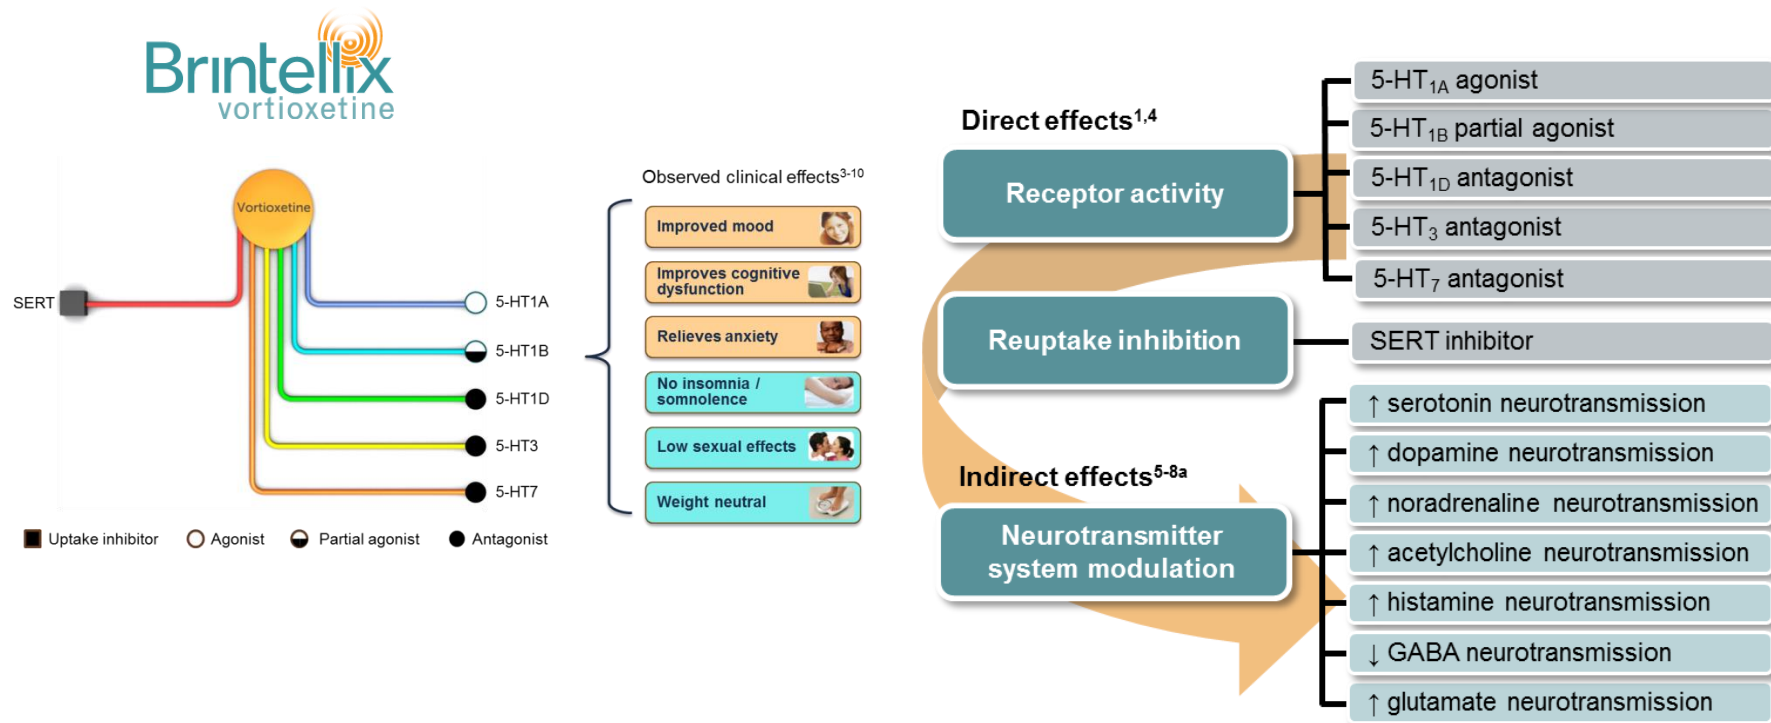 Brintellix
vortioxetine
Vortioxetine
SERT
5-HT1A
5-HT1B
5-HT1D
5-HT3
5-HT7
Uptake inhibitor
Agonist
Partial agonist
Antagonist
Observed clinical effects³⁻¹⁰
Improved mood
Improves cognitive
dysfunction
Relieves anxiety
No insomnia /
somnolence
Low sexual effects
Weight neutral
Direct effects¹˒⁴
Receptor activity
5-HT₁A agonist
5-HT₁B partial agonist
5-HT₁D antagonist
5-HT₃ antagonist
5-HT₇ antagonist
Reuptake inhibition
SERT inhibitor
Indirect effects⁵⁻⁸ᵃ
Neurotransmitter
system modulation
↑ serotonin neurotransmission
↑ dopamine neurotransmission
↑ noradrenaline neurotransmission
↑ acetylcholine neurotransmission
↑ histamine neurotransmission
↓ GABA neurotransmission
↑ glutamate neurotransmission